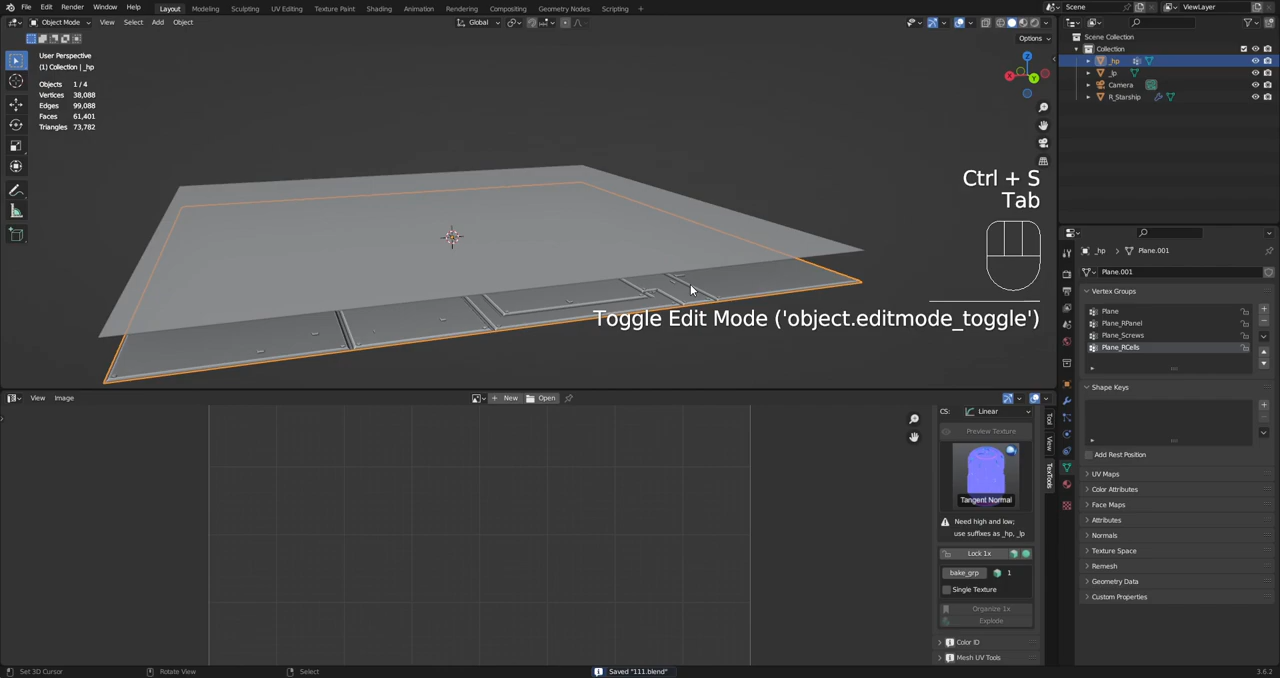 File Edit Render Window Help Layout Modeling Sculpting UV Editing Texture Paint Shading Animation Rendering Compositing Geometry Nodes Scripting + Scene ViewLayer
Object Mode View Select Add Object Global
Options
User Perspective
(1) Collection | _hp
Objects 1 / 4
Vertices 38,088
Edges 99,088
Faces 61,401
Triangles 73,782
Z
X
Y
Ctrl + S
Tab
Toggle Edit Mode ('object.editmode_toggle')
Scene Collection
Collection
_hp
_lp
Camera
R_Starship
_hp Plane.001
Plane.001
Vertex Groups
Plane
Plane_RPanel
Plane_Screws
Plane_RCells
Shape Keys
Add Rest Position
UV Maps
Color Attributes
Face Maps
Attributes
Normals
Texture Space
Remesh
Geometry Data
Custom Properties
View Image New Open
CS: Linear
Preview Texture
Tangent Normal
Need high and low;
use suffixes as _hp, _lp
Lock 1x
bake_grp 1
Single Texture
Organize 1x
Explode
Color ID
Mesh UV Tools
Tool
View
TexTools
Set 3D Cursor Rotate View Select Saved "111.blend" 3.6.2